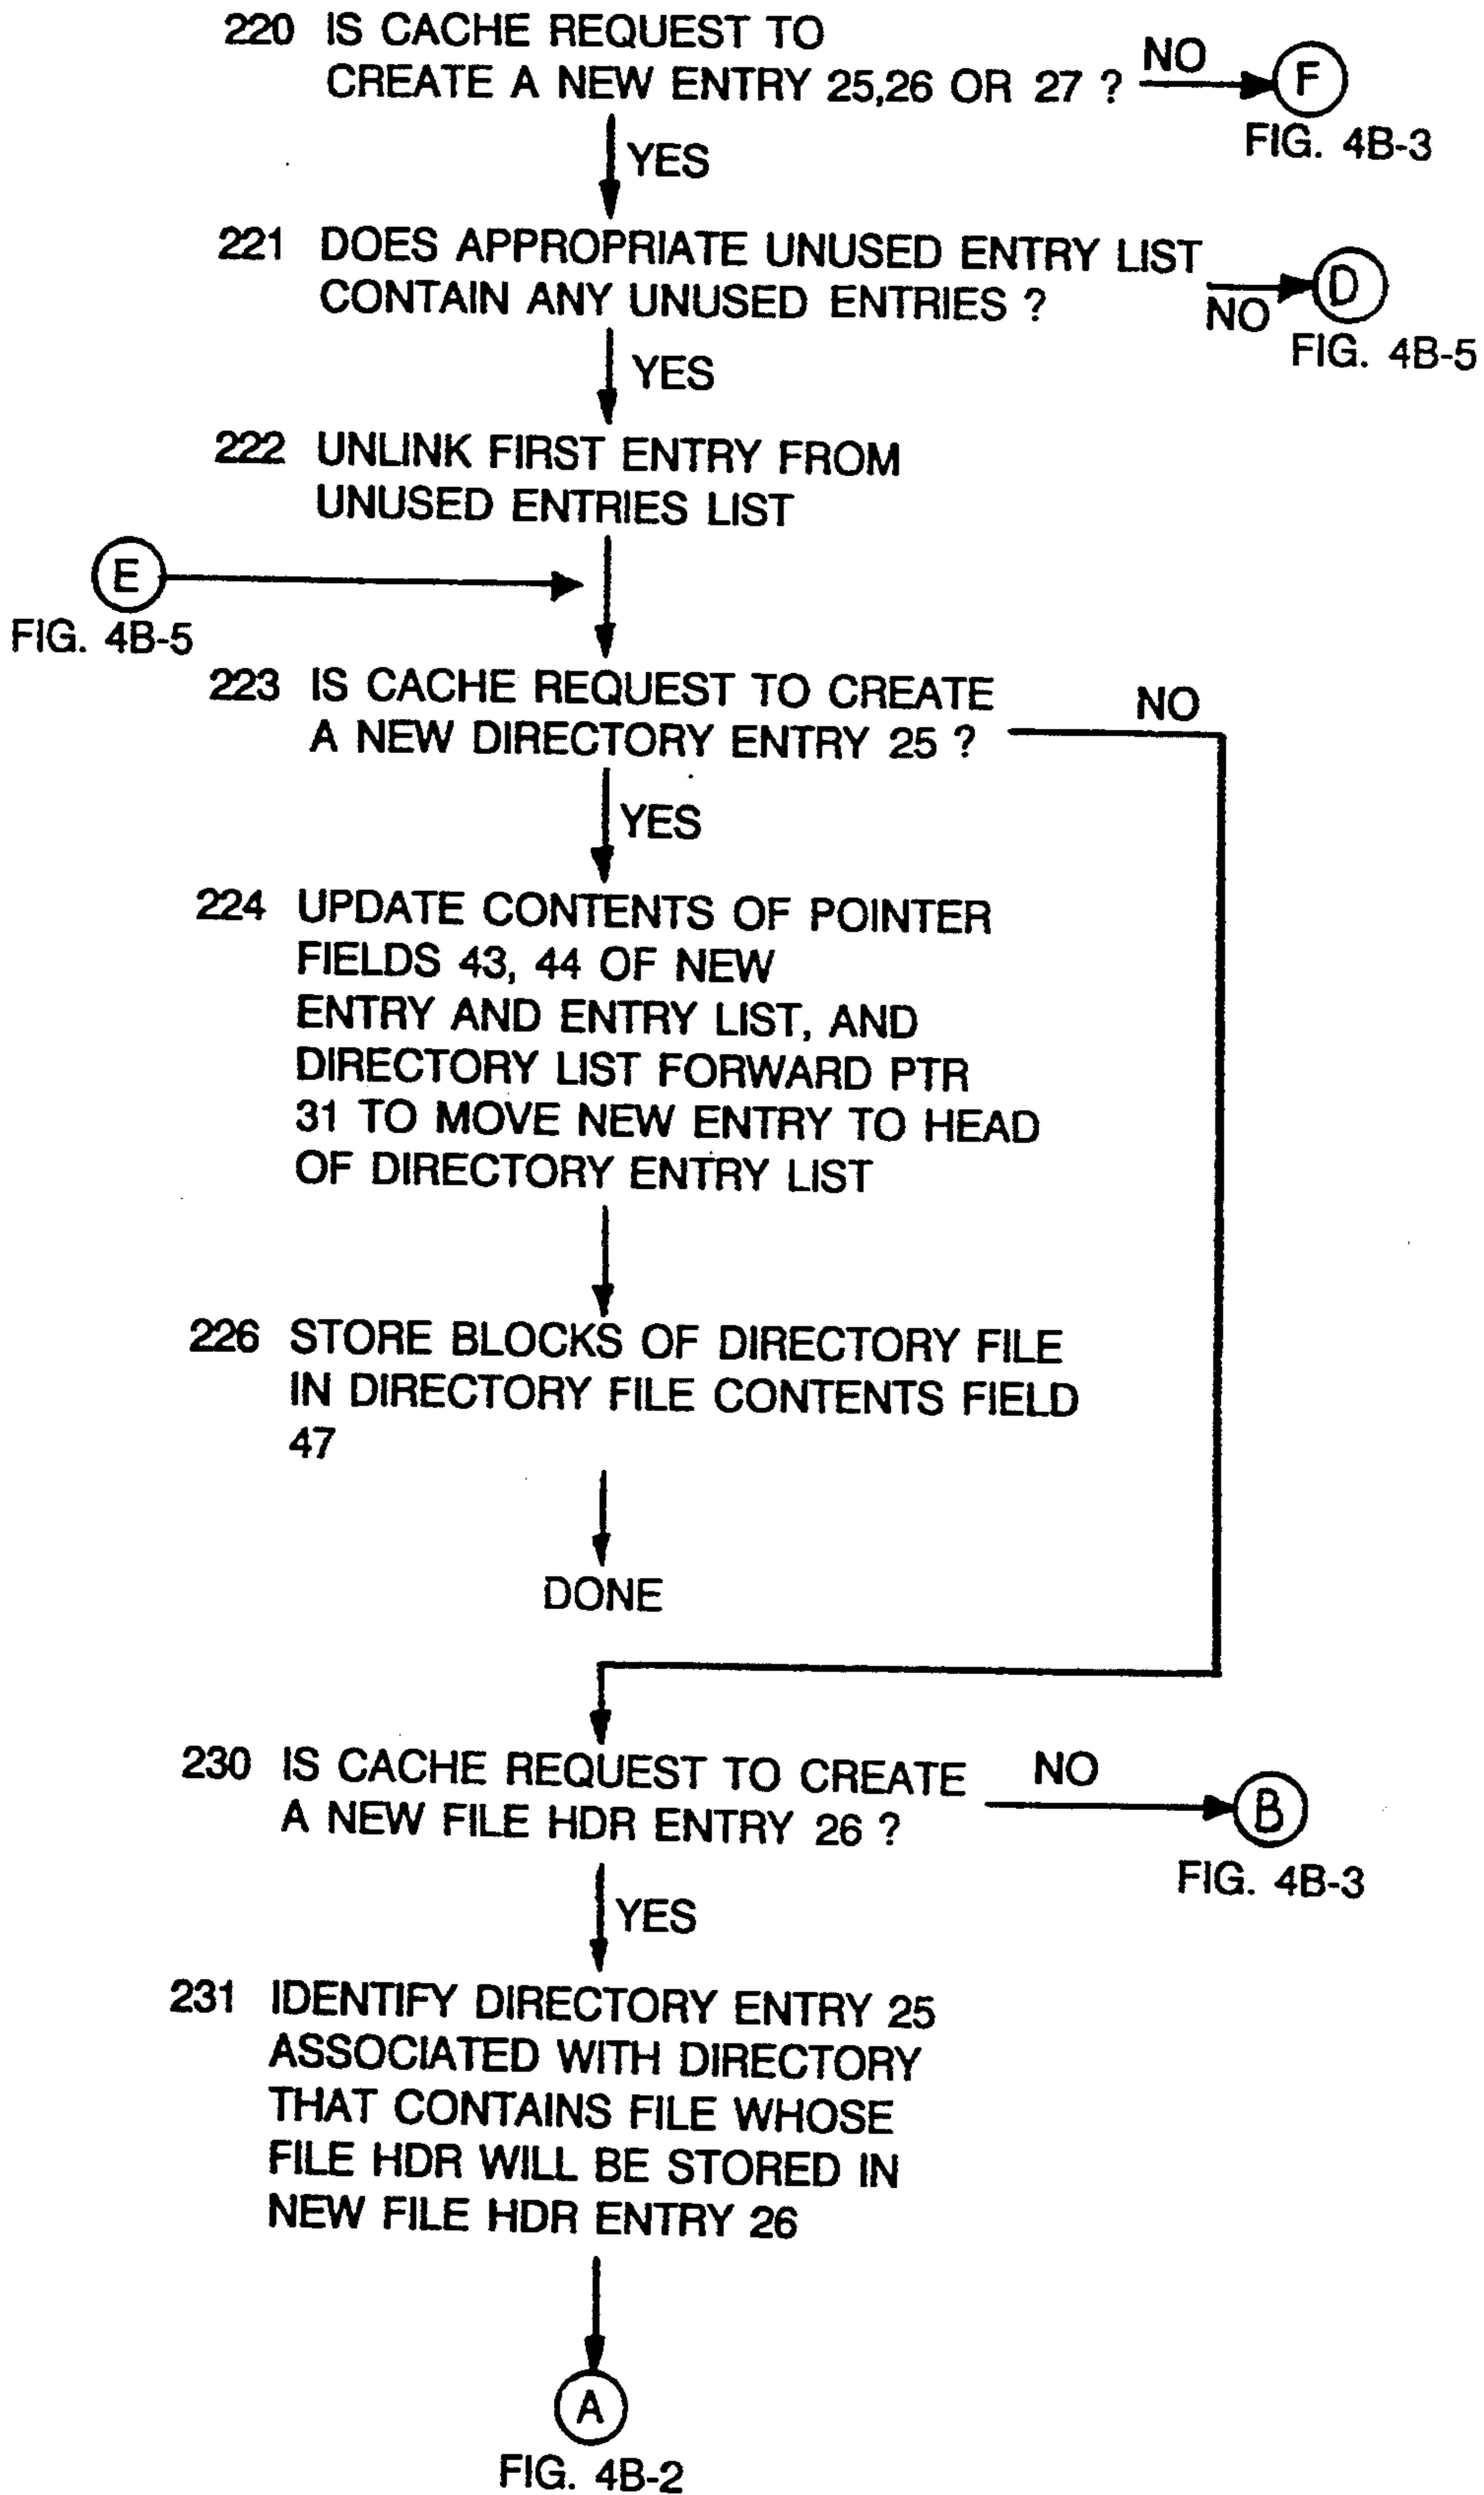 220 IS CACHE REQUEST TO
CREATE A NEW ENTRY 25,26 OR 27 ?
NO
F
FIG. 4B-3
YES
221 DOES APPROPRIATE UNUSED ENTRY LIST
CONTAIN ANY UNUSED ENTRIES ?
NO
D
FIG. 4B-5
YES
222 UNLINK FIRST ENTRY FROM
UNUSED ENTRIES LIST
E
FIG. 4B-5
223 IS CACHE REQUEST TO CREATE
A NEW DIRECTORY ENTRY 25 ?
NO
YES
224 UPDATE CONTENTS OF POINTER
FIELDS 43, 44 OF NEW
ENTRY AND ENTRY LIST, AND
DIRECTORY LIST FORWARD PTR
31 TO MOVE NEW ENTRY TO HEAD
OF DIRECTORY ENTRY LIST
226 STORE BLOCKS OF DIRECTORY FILE
IN DIRECTORY FILE CONTENTS FIELD
47
DONE
230 IS CACHE REQUEST TO CREATE
A NEW FILE HDR ENTRY 26 ?
NO
B
FIG. 4B-3
YES
231 IDENTIFY DIRECTORY ENTRY 25
ASSOCIATED WITH DIRECTORY
THAT CONTAINS FILE WHOSE
FILE HDR WILL BE STORED IN
NEW FILE HDR ENTRY 26
A
FIG. 4B-2